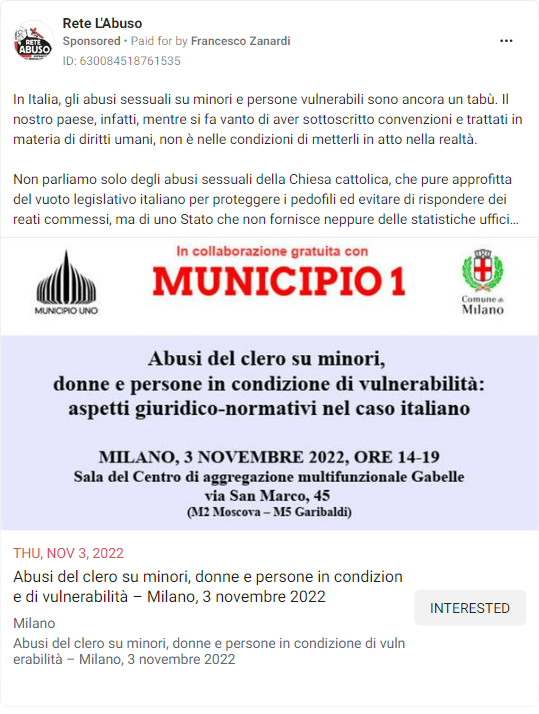 Rete L'Abuso
Sponsored • Paid for by Francesco Zanardi
ID: 630084518761535
In Italia, gli abusi sessuali su minori e persone vulnerabili sono ancora un tabù. Il
nostro paese, infatti, mentre si fa vanto di aver sottoscritto convenzioni e trattati in
materia di diritti umani, non è nelle condizioni di metterli in atto nella realtà.
Non parliamo solo degli abusi sessuali della Chiesa cattolica, che pure approfitta
del vuoto legislativo italiano per proteggere i pedofili ed evitare di rispondere dei
reati commessi, ma di uno Stato che non fornisce neppure delle statistiche uffici...
In collaborazione gratuita con
MUNICIPIO 1
MUNICIPIO UNO
Comune di
Milano
Abusi del clero su minori,
donne e persone in condizione di vulnerabilità:
aspetti giuridico-normativi nel caso italiano
MILANO, 3 NOVEMBRE 2022, ORE 14-19
Sala del Centro di aggregazione multifunzionale Gabelle
via San Marco, 45
(M2 Moscova – M5 Garibaldi)
THU, NOV 3, 2022
Abusi del clero su minori, donne e persone in condizion
e di vulnerabilità – Milano, 3 novembre 2022
INTERESTED
Milano
Abusi del clero su minori, donne e persone in condizione di vuln
erabilità – Milano, 3 novembre 2022